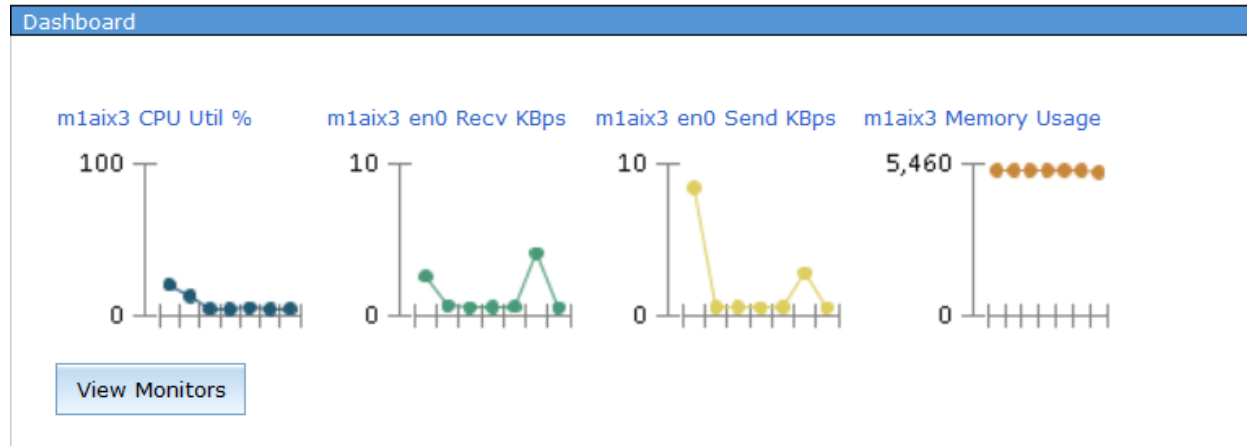 Dashboard
m1aix3 CPU Util %
m1aix3 en0 Recv KBps
m1aix3 en0 Send KBps
m1aix3 Memory Usage
100
10
10
5,460
0
0
0
0
View Monitors